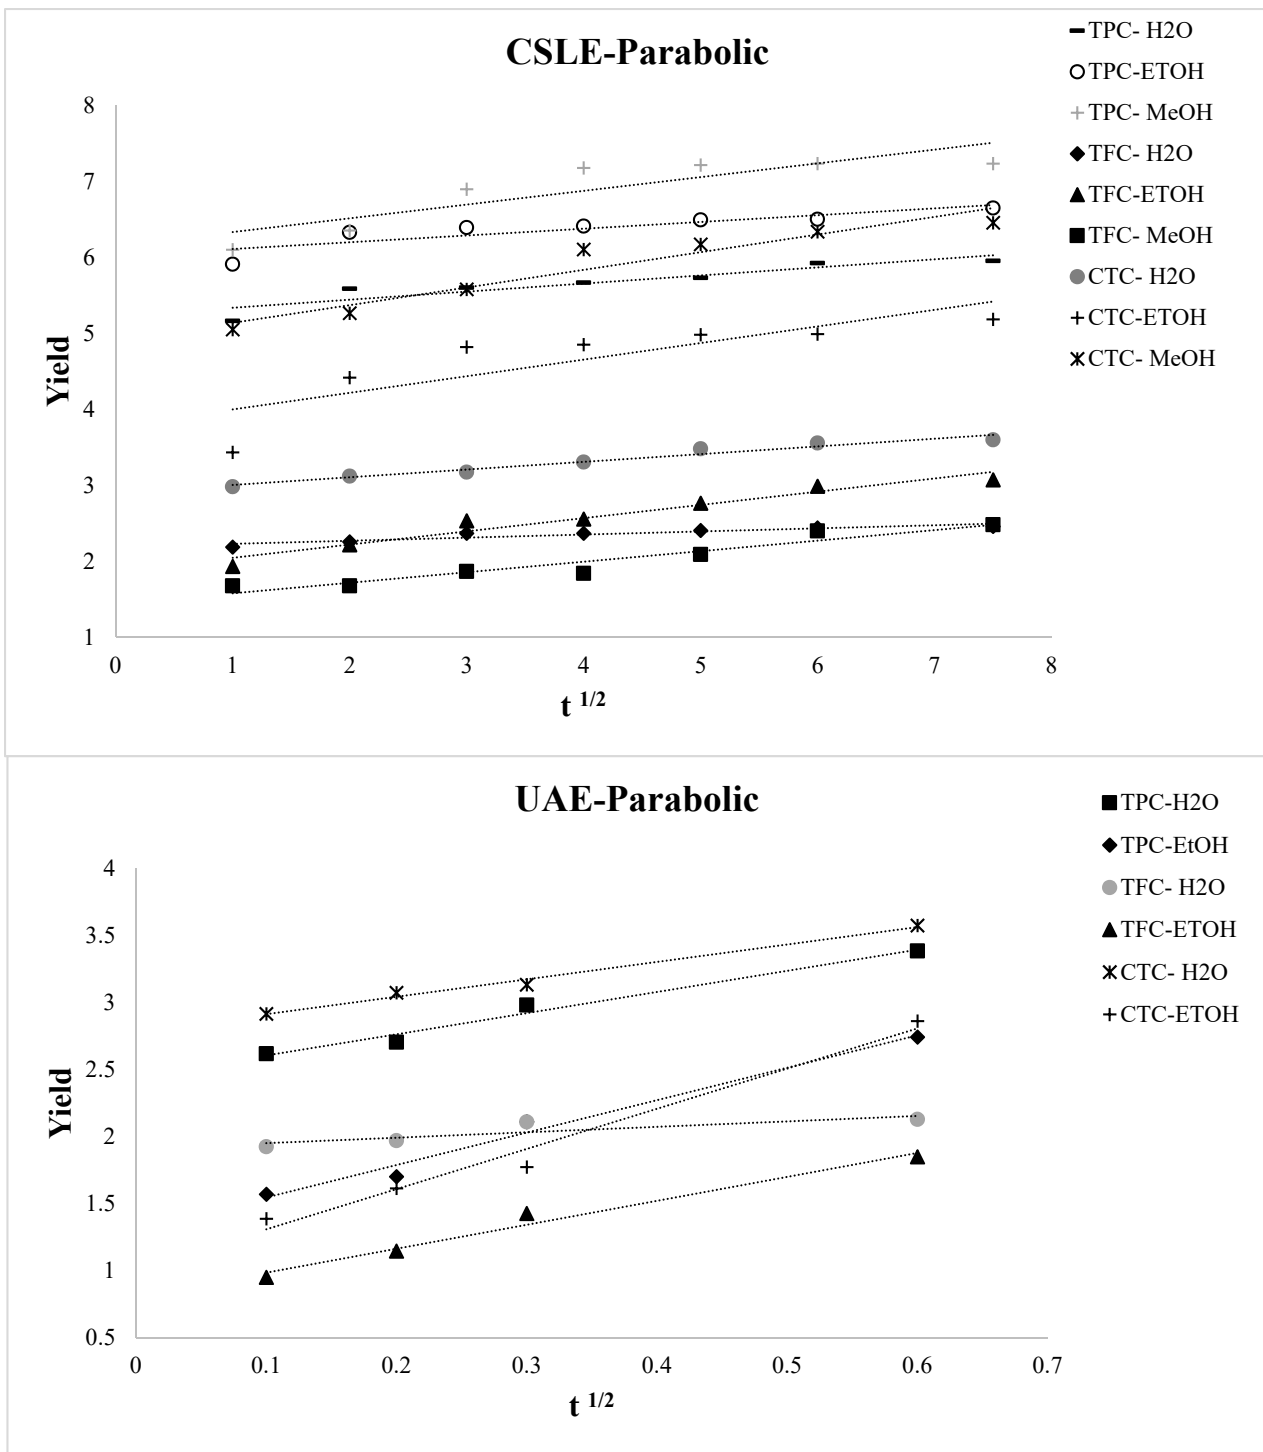 CSLE-Parabolic
TPC- H2O
TPC-ETOH
TPC- MeOH
TFC- H2O
TFC-ETOH
TFC- MeOH
CTC- H2O
CTC-ETOH
CTC- MeOH
8
7
6
5
4
3
2
1
Yield
0 1 2 3 4 5 6 7 8
t 1/2
UAE-Parabolic
TPC-H2O
TPC-EtOH
TFC- H2O
TFC-ETOH
CTC- H2O
CTC-ETOH
4
3.5
3
2.5
2
1.5
1
0.5
Yield
0 0.1 0.2 0.3 0.4 0.5 0.6 0.7
t 1/2